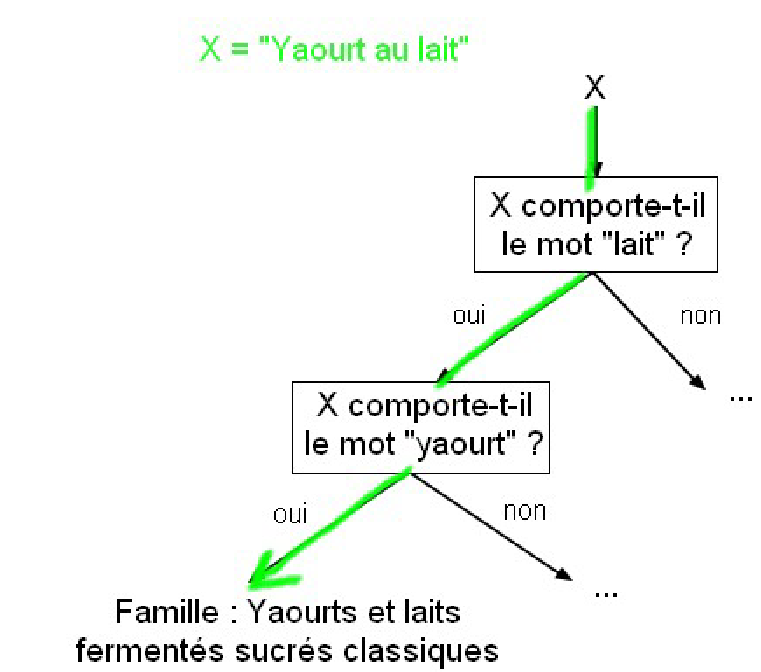 X = "Yaourt au lait"
X
X comporte-t-il
le mot "lait" ?
oui
non
...
X comporte-t-il
le mot "yaourt" ?
oui
non
...
Famille : Yaourts et laits
fermentés sucrés classiques